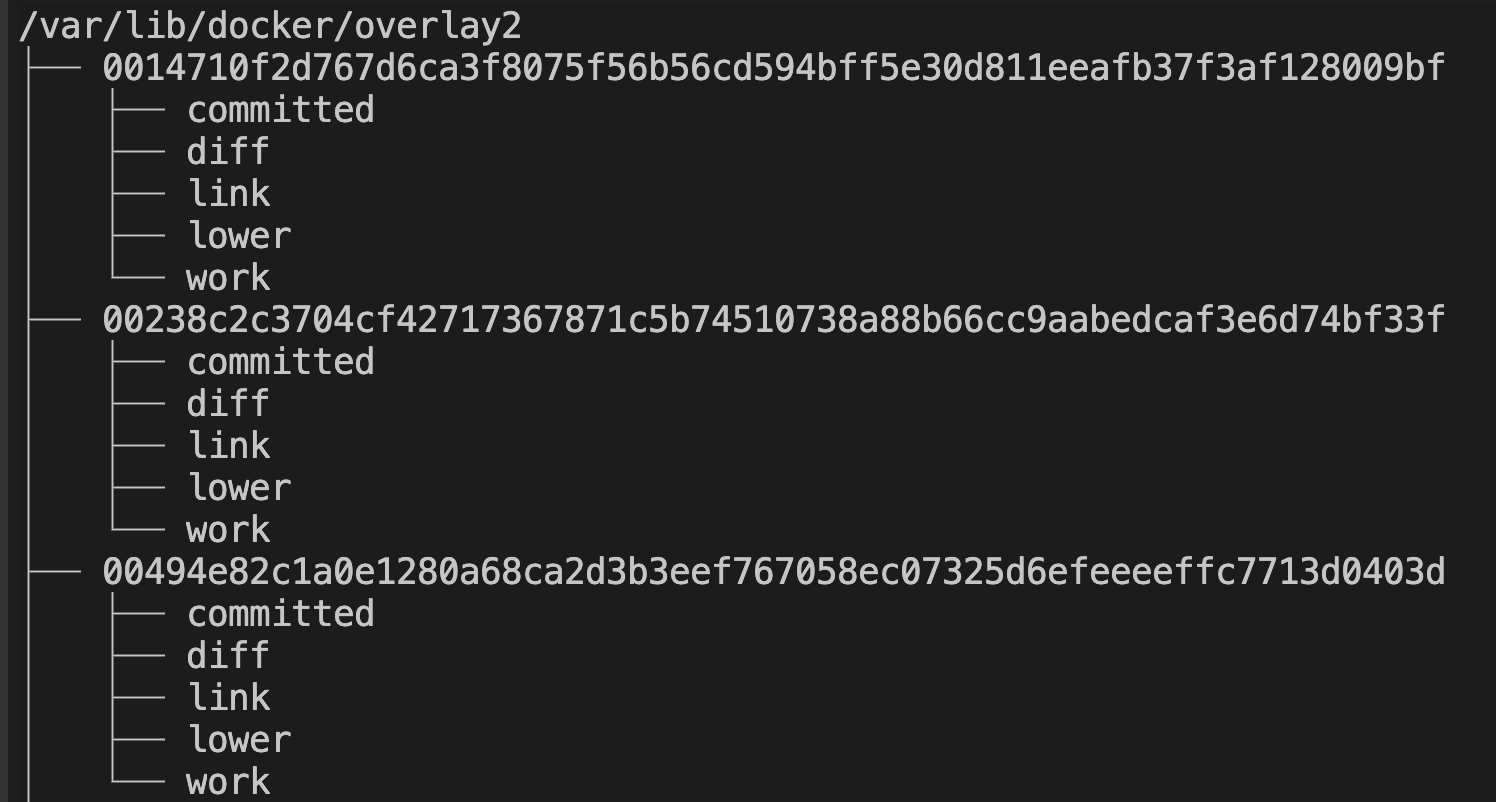 /var/lib/docker/overlay2
├── 0014710f2d767d6ca3f8075f56b56cd594bff5e30d811eeafb37f3af128009bf
│   ├── committed
│   ├── diff
│   ├── link
│   ├── lower
│   └── work
├── 00238c2c3704cf42717367871c5b74510738a88b66cc9aabedcaf3e6d74bf33f
│   ├── committed
│   ├── diff
│   ├── link
│   ├── lower
│   └── work
├── 00494e82c1a0e1280a68ca2d3b3eef767058ec07325d6efeeeeffc7713d0403d
│   ├── committed
│   ├── diff
│   ├── link
│   ├── lower
│   └── work